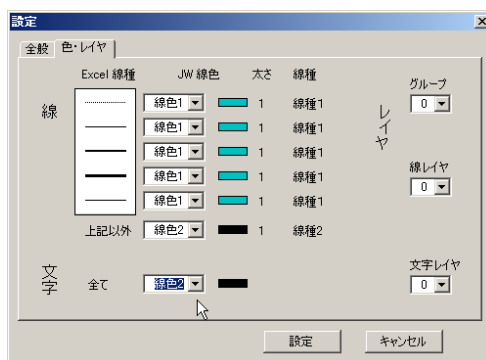 設定
全般 色・レイヤ
Excel 線種 JW 線色 太さ 線種
線
線色1 1 線種1
線色1 1 線種1
線色1 1 線種1
線色1 1 線種1
線色1 1 線種1
上記以外 線色2 1 線種2
文字 全て 線色2
レイヤ
グループ
0
線レイヤ
0
文字レイヤ
0
設定 キャンセル